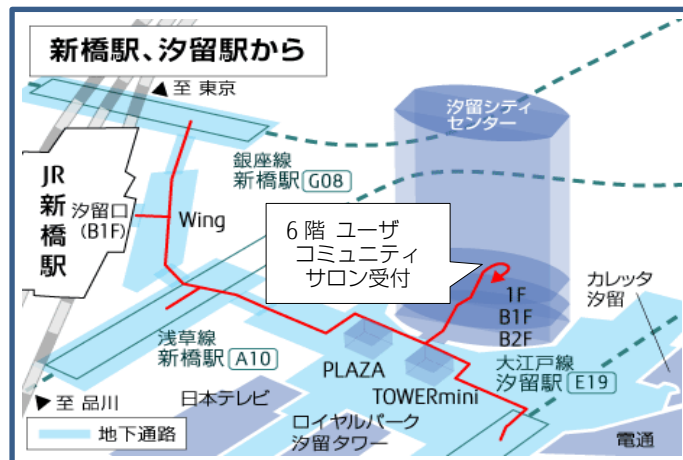 新橋駅、汐留駅から
至 東京
汐留シティ
センター
銀座線
新橋駅 G08
JR
新
橋
駅
汐留口
(B1F)
Wing
6階 ユーザ
コミュニティ
サロン受付
カレッタ
汐留
1F
B1F
B2F
浅草線
新橋駅 A10
大江戸線
汐留駅 E19
PLAZA
TOWERmini
至 品川
日本テレビ
ロイヤルパーク
汐留タワー
電通
地下通路